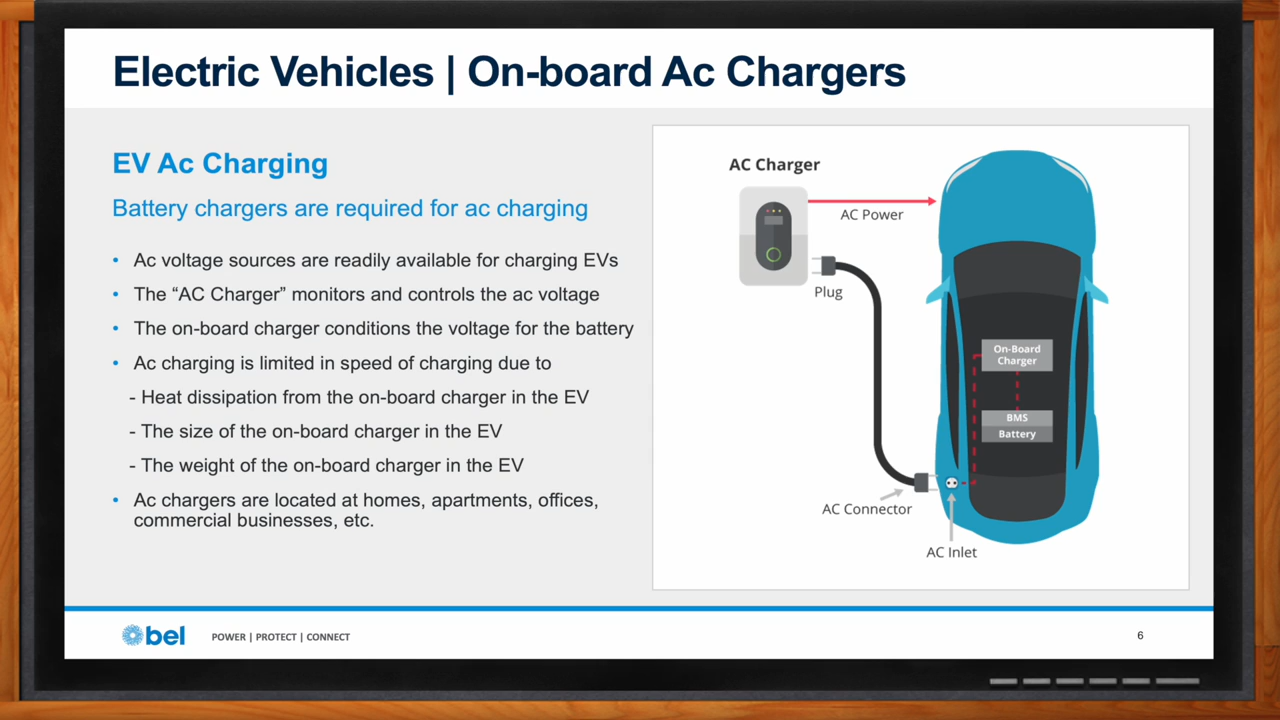 Electric Vehicles | On-board Ac Chargers
EV Ac Charging
Battery chargers are required for ac charging
• Ac voltage sources are readily available for charging EVs
• The “AC Charger” monitors and controls the ac voltage
• The on-board charger conditions the voltage for the battery
• Ac charging is limited in speed of charging due to
- Heat dissipation from the on-board charger in the EV
- The size of the on-board charger in the EV
- The weight of the on-board charger in the EV
• Ac chargers are located at homes, apartments, offices,
commercial businesses, etc.
AC Charger
AC Power
Plug
On-Board
Charger
BMS
Battery
AC Connector
AC Inlet
bel
POWER | PROTECT | CONNECT
6